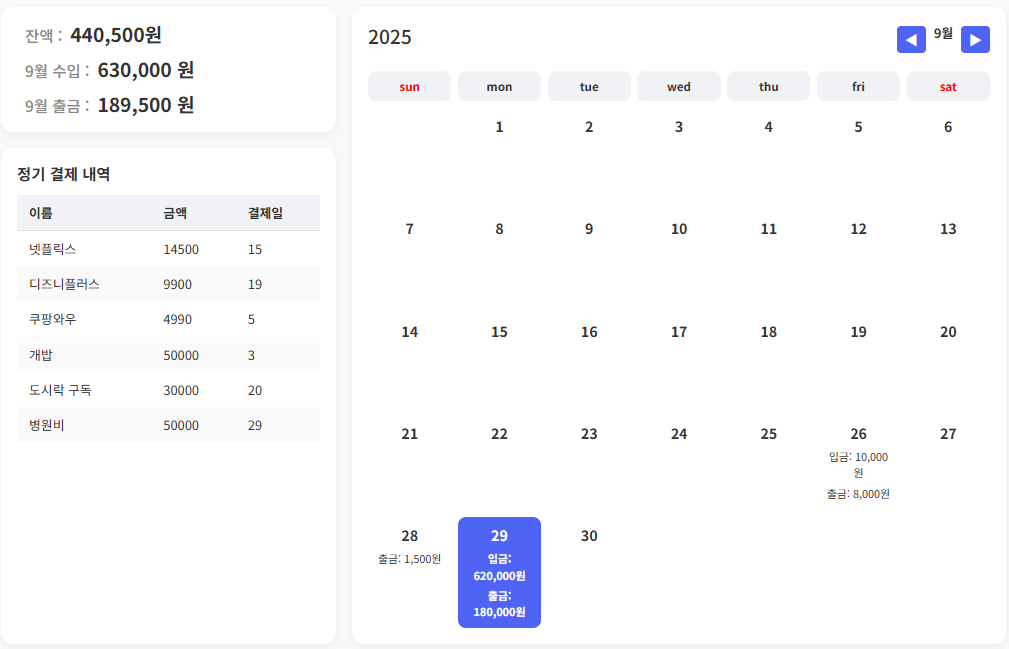 잔액 : 440,500원
9월 수입 : 630,000 원
9월 출금 : 189,500 원
정기 결제 내역
이름 금액 결제일
넷플릭스 14500 15
디즈니플러스 9900 19
쿠팡와우 4990 5
개밥 50000 3
도시락 구독 30000 20
병원비 50000 29
2025 ◀ 9월 ▶
sun mon tue wed thu fri sat
1 2 3 4 5 6
7 8 9 10 11 12 13
14 15 16 17 18 19 20
21 22 23 24 25 26 27
입금: 10,000
원
출금: 8,000원
28 29 30
출금: 1,500원
입금:
620,000원
출금:
180,000원